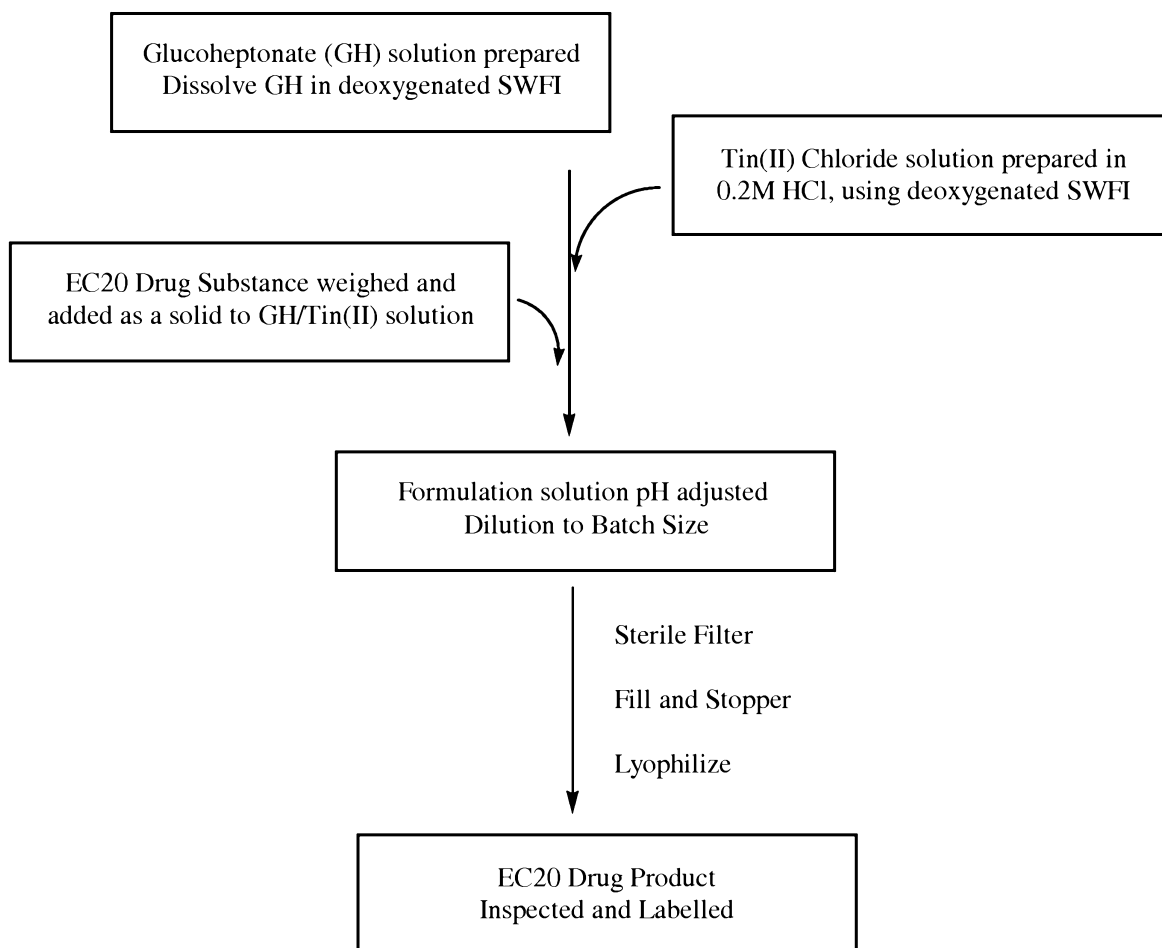 Glucoheptonate (GH) solution prepared
Dissolve GH in deoxygenated SWFI
Tin(II) Chloride solution prepared in
0.2M HCl, using deoxygenated SWFI
EC20 Drug Substance weighed and
added as a solid to GH/Tin(II) solution
Formulation solution pH adjusted
Dilution to Batch Size
Sterile Filter
Fill and Stopper
Lyophilize
EC20 Drug Product
Inspected and Labelled